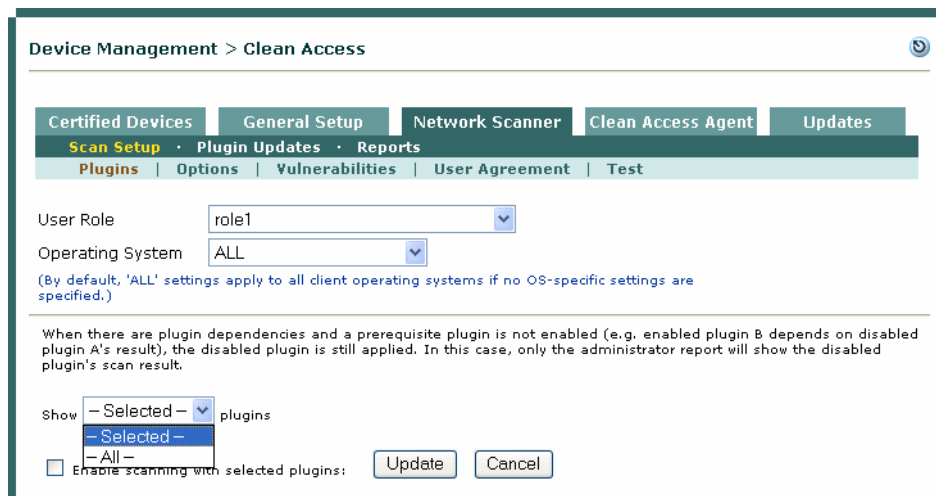 Device Management > Clean Access
Certified Devices General Setup Network Scanner Clean Access Agent Updates
Scan Setup · Plugin Updates · Reports
Plugins | Options | Vulnerabilities | User Agreement | Test
User Role role1
Operating System ALL
(By default, 'ALL' settings apply to all client operating systems if no OS-specific settings are
specified.)
When there are plugin dependencies and a prerequisite plugin is not enabled (e.g. enabled plugin B depends on disabled
plugin A's result), the disabled plugin is still applied. In this case, only the administrator report will show the disabled
plugin's scan result.
Show – Selected – plugins
– Selected –
– All –
Enable scanning with selected plugins: Update Cancel